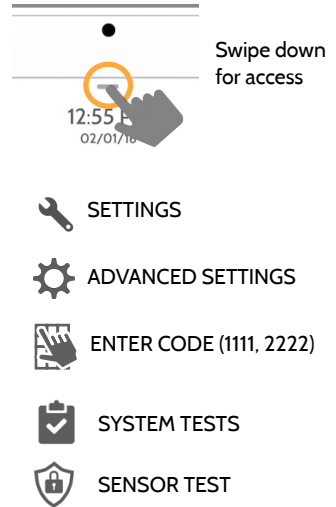 Swipe down
for access
12:55
02/01/18
SETTINGS
ADVANCED SETTINGS
ENTER CODE (1111, 2222)
SYSTEM TESTS
SENSOR TEST